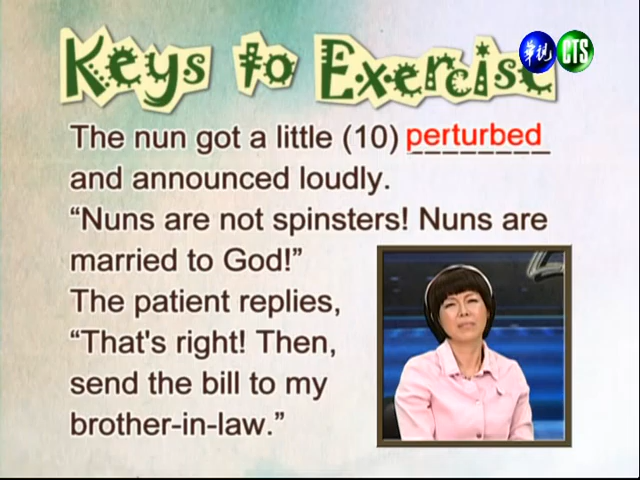 Keys to Exercise
華視 CTS
The nun got a little (10) perturbed
and announced loudly.
“Nuns are not spinsters! Nuns are
married to God!”
The patient replies,
“That's right! Then,
send the bill to my
brother-in-law.”